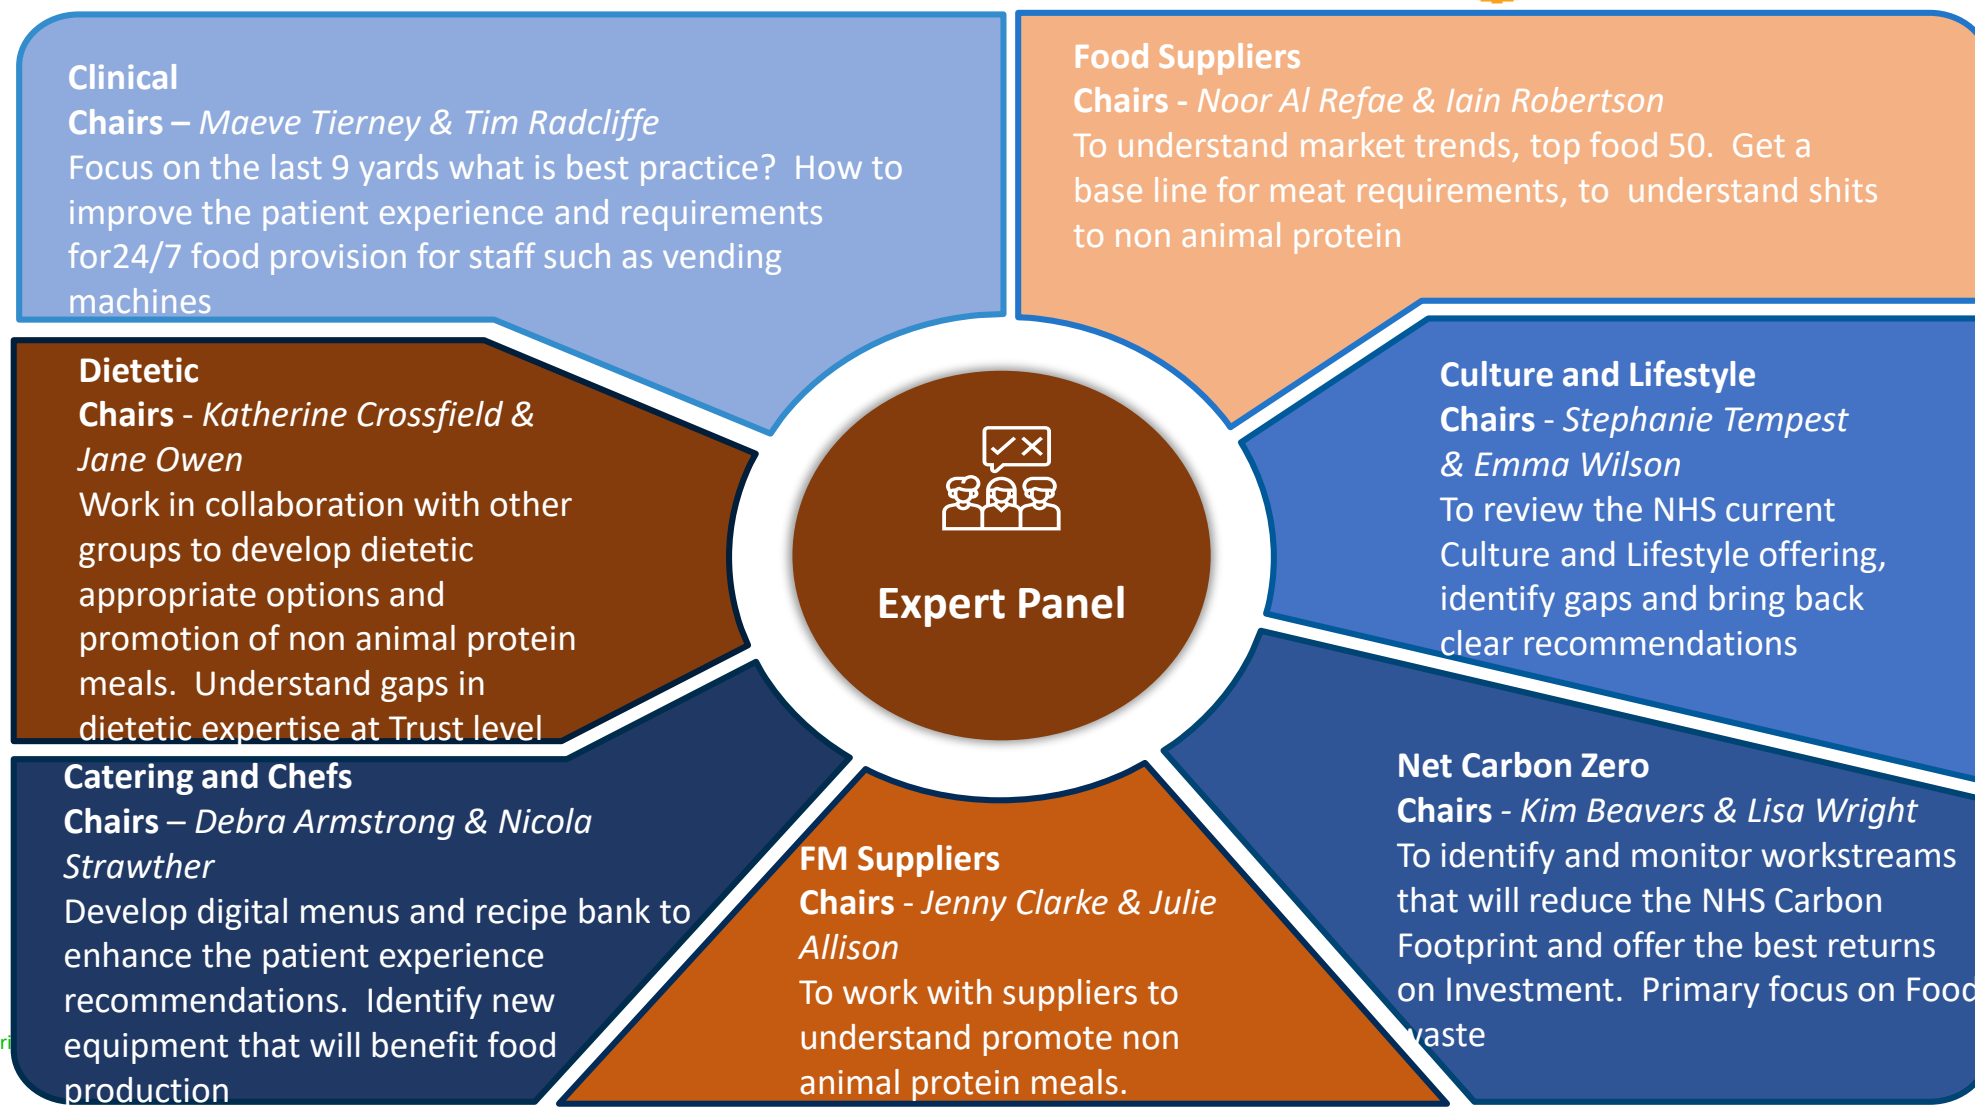 Clinical
Chairs – Maeve Tierney & Tim Radcliffe
Focus on the last 9 yards what is best practice?  How to
improve the patient experience and requirements
for24/7 food provision for staff such as vending
machines
Food Suppliers
Chairs - Noor Al Refae & Iain Robertson
To understand market trends, top food 50.  Get a
base line for meat requirements, to  understand shits
to non animal protein
Dietetic
Chairs - Katherine Crossfield &
Jane Owen
Work in collaboration with other
groups to develop dietetic
appropriate options and
promotion of non animal protein
meals.  Understand gaps in
dietetic expertise at Trust level
Expert Panel
Culture and Lifestyle
Chairs - Stephanie Tempest
& Emma Wilson
To review the NHS current
Culture and Lifestyle offering,
identify gaps and bring back
clear recommendations
Catering and Chefs
Chairs – Debra Armstrong & Nicola
Strawther
Develop digital menus and recipe bank to
enhance the patient experience
recommendations.  Identify new
equipment that will benefit food
production
FM Suppliers
Chairs - Jenny Clarke & Julie
Allison
To work with suppliers to
understand promote non
animal protein meals.
Net Carbon Zero
Chairs - Kim Beavers & Lisa Wright
To identify and monitor workstreams
that will reduce the NHS Carbon
Footprint and offer the best returns
on Investment.  Primary focus on Food
waste